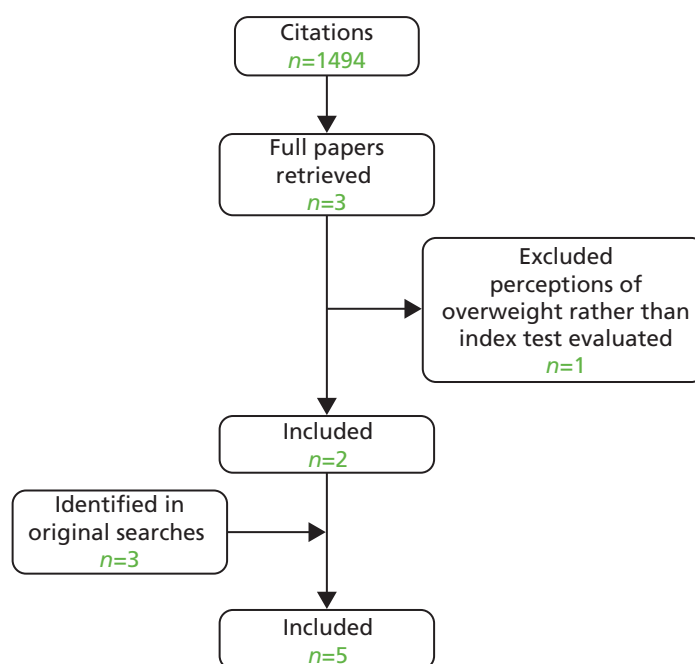 Citations
n=1494
Full papers
retrieved
n=3
Excluded
perceptions of
overweight rather than
index test evaluated
n=1
Included
n=2
Identified in
original searches
n=3
Included
n=5